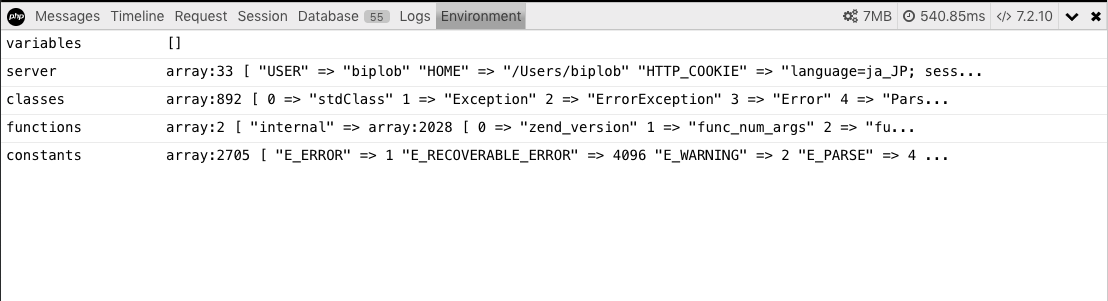 php Messages Timeline Request Session Database 55 Logs Environment 7MB 540.85ms </> 7.2.10
variables []
server array:33 [ "USER" => "biplob" "HOME" => "/Users/biplob" "HTTP_COOKIE" => "language=ja_JP; sess...
classes array:892 [ 0 => "stdClass" 1 => "Exception" 2 => "ErrorException" 3 => "Error" 4 => "Pars...
functions array:2 [ "internal" => array:2028 [ 0 => "zend_version" 1 => "func_num_args" 2 => "fu...
constants array:2705 [ "E_ERROR" => 1 "E_RECOVERABLE_ERROR" => 4096 "E_WARNING" => 2 "E_PARSE" => 4 ...